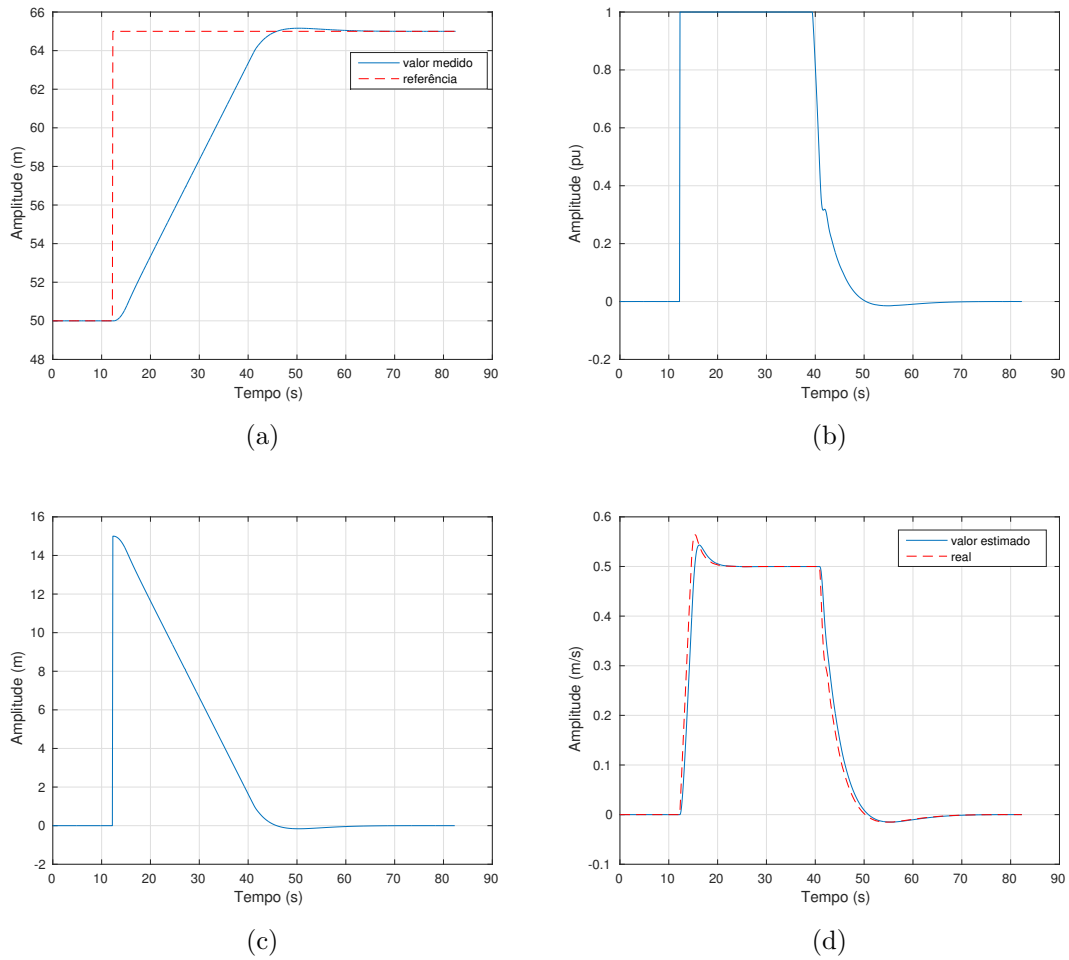 66
64
62
60
58
56
54
52
50
48
Amplitude (m)
valor medido
referência
0 10 20 30 40 50 60 70 80 90
Tempo (s)
(a)
1
0.8
0.6
0.4
0.2
0
-0.2
Amplitude (pu)
0 10 20 30 40 50 60 70 80 90
Tempo (s)
(b)
16
14
12
10
8
6
4
2
0
-2
Amplitude (m)
0 10 20 30 40 50 60 70 80 90
Tempo (s)
(c)
0.6
0.5
0.4
0.3
0.2
0.1
0
-0.1
Amplitude (m/s)
valor estimado
real
0 10 20 30 40 50 60 70 80 90
Tempo (s)
(d)